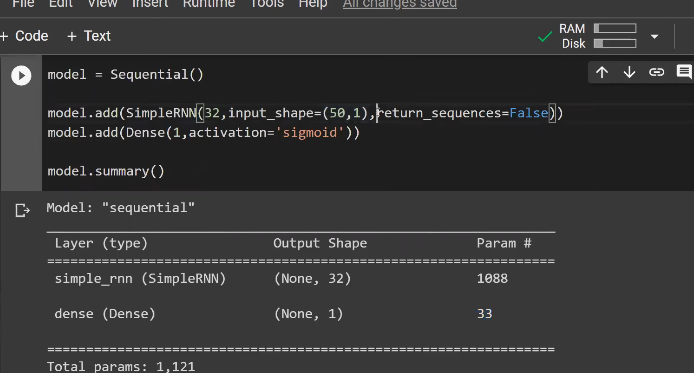 File Edit View Insert Runtime Tools Help All changes saved
+ Code + Text RAM
Disk
model = Sequential()
model.add(SimpleRNN(32,input_shape=(50,1),return_sequences=False))
model.add(Dense(1,activation='sigmoid'))
model.summary()
Model: "sequential"
Layer (type) Output Shape Param #
=================================================================
simple_rnn (SimpleRNN) (None, 32) 1088
dense (Dense) (None, 1) 33
=================================================================
Total params: 1,121